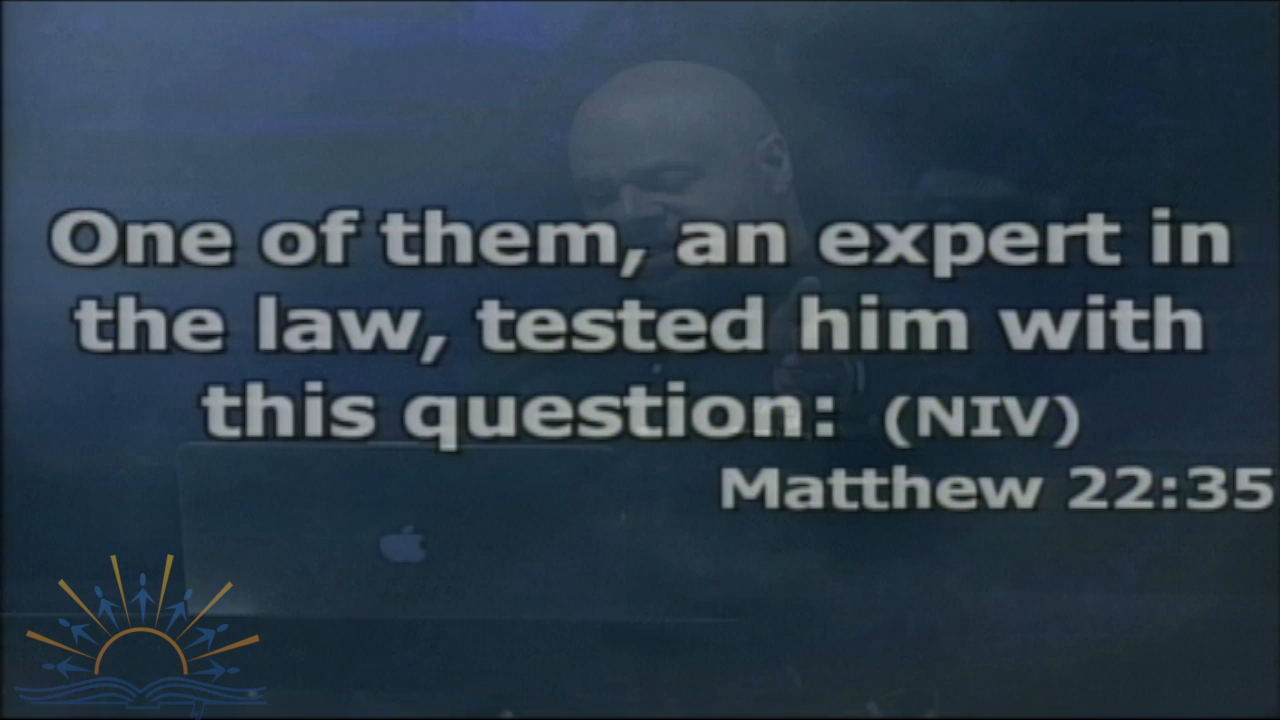 One of them, an expert in
the law, tested him with
this question: (NIV)
Matthew 22:35